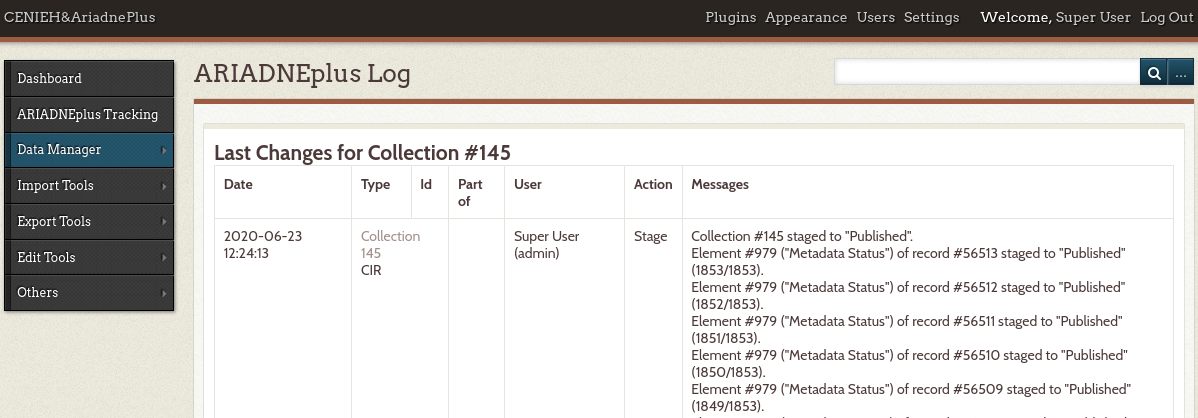 CENIEH&AriadnePlus
Plugins Appearance Users Settings Welcome, Super User Log Out
Dashboard
ARIADNEplus Tracking
Data Manager
Import Tools
Export Tools
Edit Tools
Others
ARIADNEplus Log
...
Last Changes for Collection #145
Date Type Id Part of User Action Messages
2020-06-23
12:24:13
Collection
145
CIR
Super User
(admin)
Stage
Collection #145 staged to "Published".
Element #979 ("Metadata Status") of record #56513 staged to "Published"
(1853/1853).
Element #979 ("Metadata Status") of record #56512 staged to "Published"
(1852/1853).
Element #979 ("Metadata Status") of record #56511 staged to "Published"
(1851/1853).
Element #979 ("Metadata Status") of record #56510 staged to "Published"
(1850/1853).
Element #979 ("Metadata Status") of record #56509 staged to "Published"
(1849/1853).